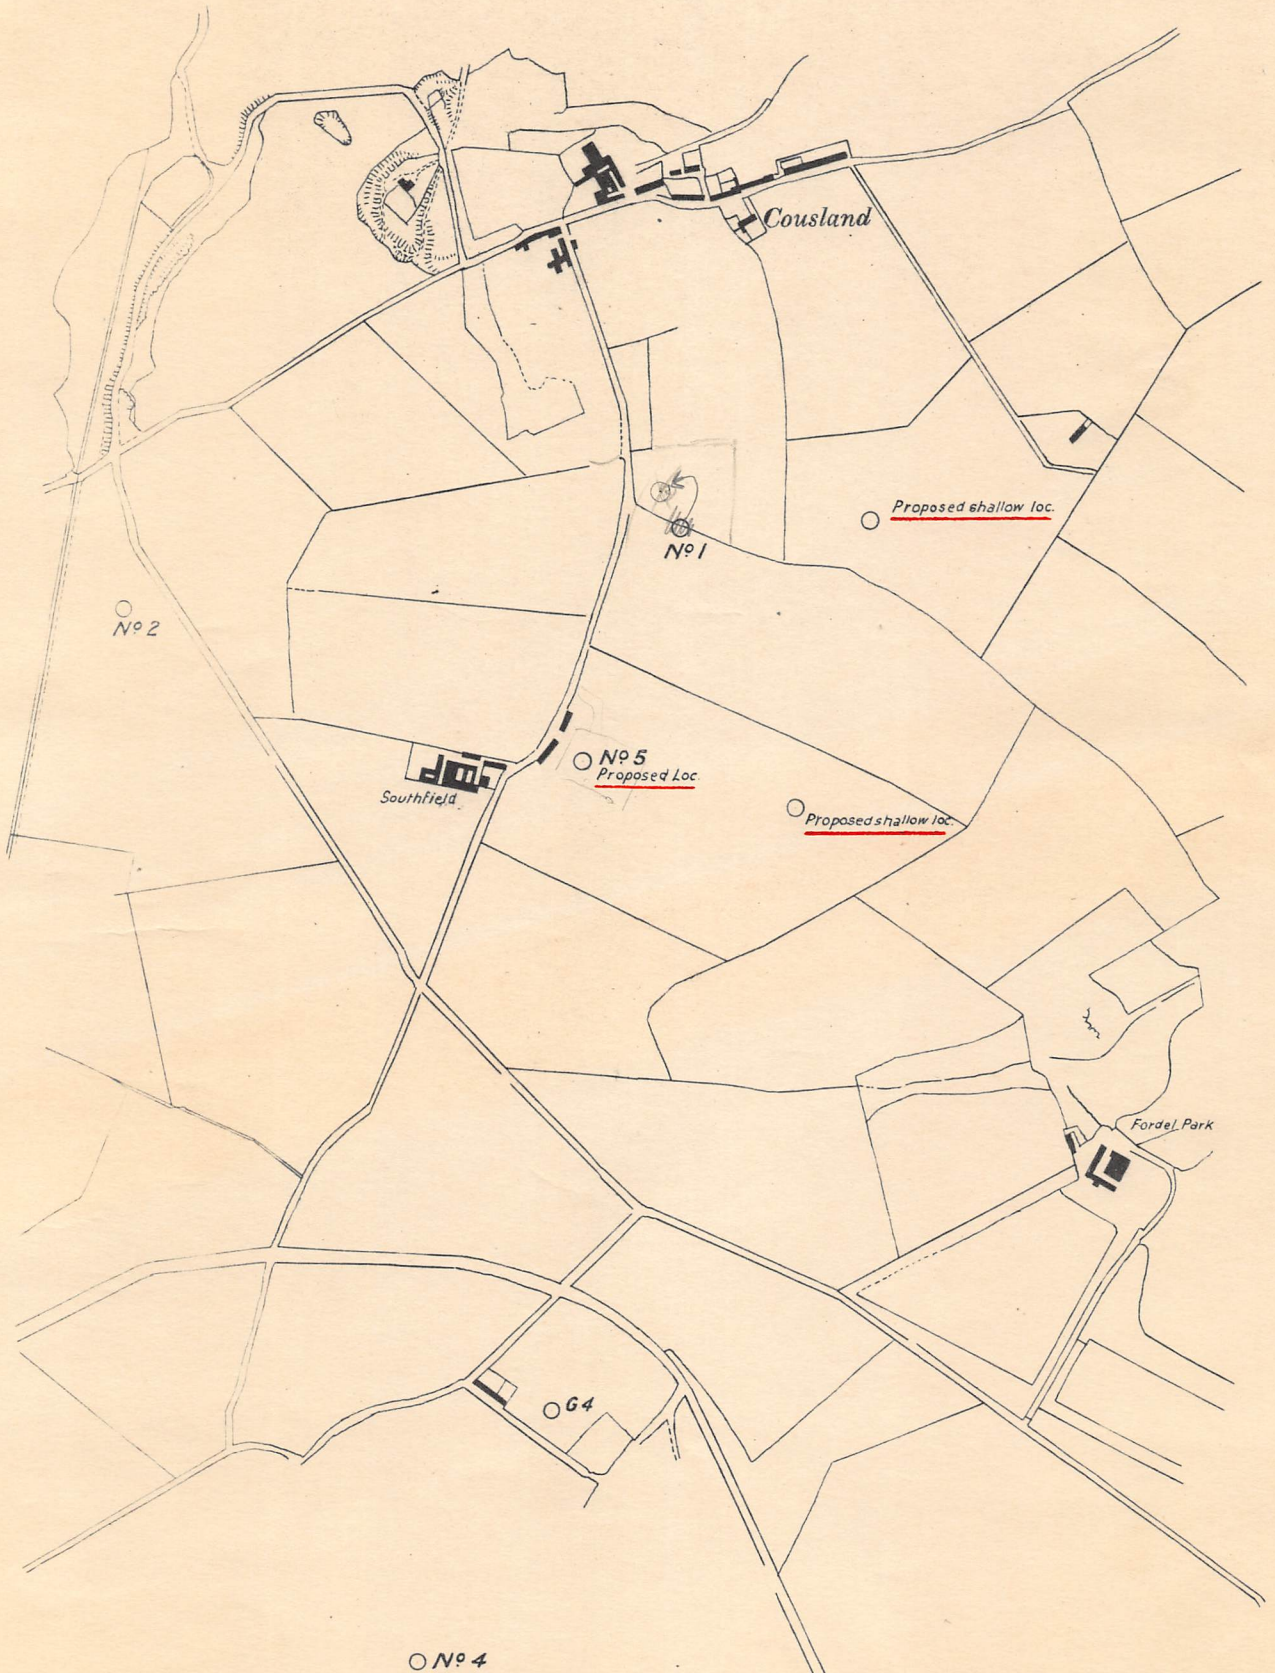 Cousland
Proposed shallow loc.
Nº 1
Nº 2
Nº 5
Proposed Loc.
Southfield
Proposed shallow loc.
Fordel Park
G4
Nº 4